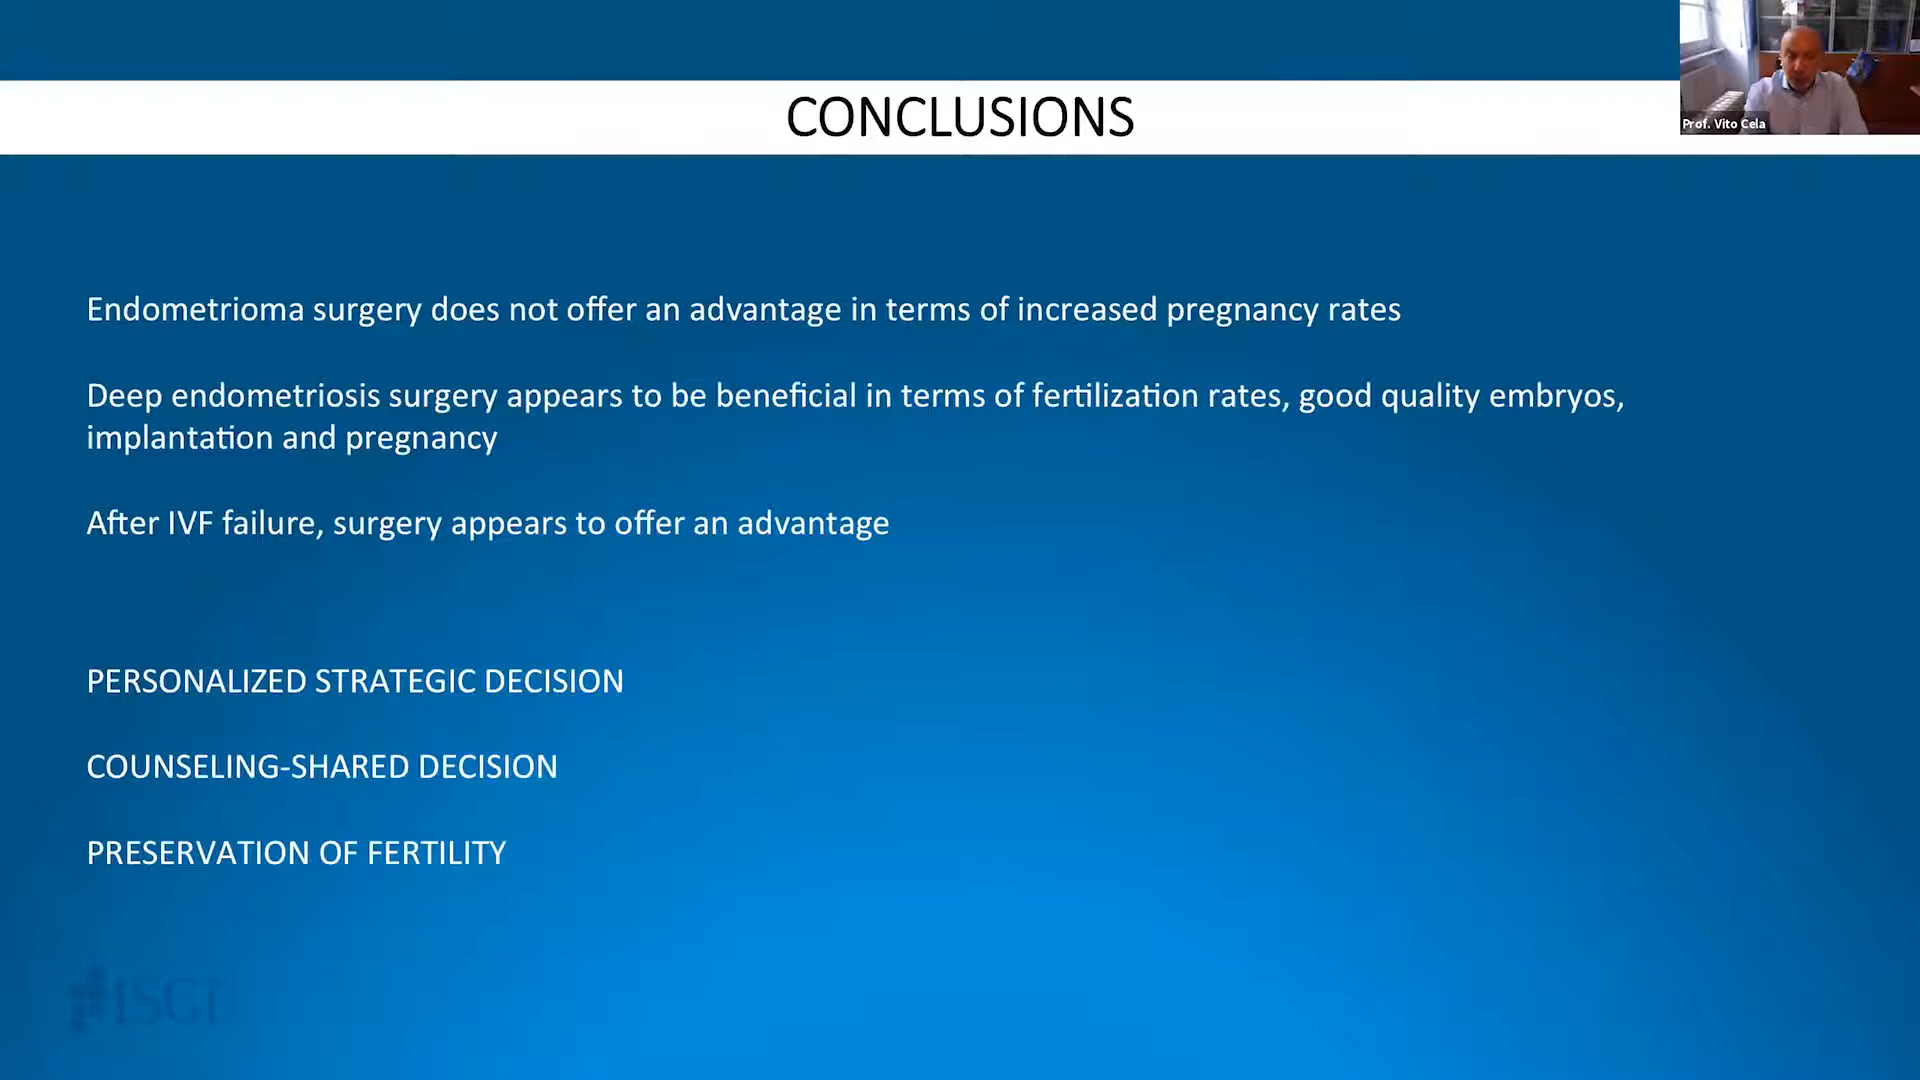 CONCLUSIONS
Prof. Vito Cela
Endometrioma surgery does not offer an advantage in terms of increased pregnancy rates
Deep endometriosis surgery appears to be beneficial in terms of fertilization rates, good quality embryos,
implantation and pregnancy
After IVF failure, surgery appears to offer an advantage
PERSONALIZED STRATEGIC DECISION
COUNSELING-SHARED DECISION
PRESERVATION OF FERTILITY